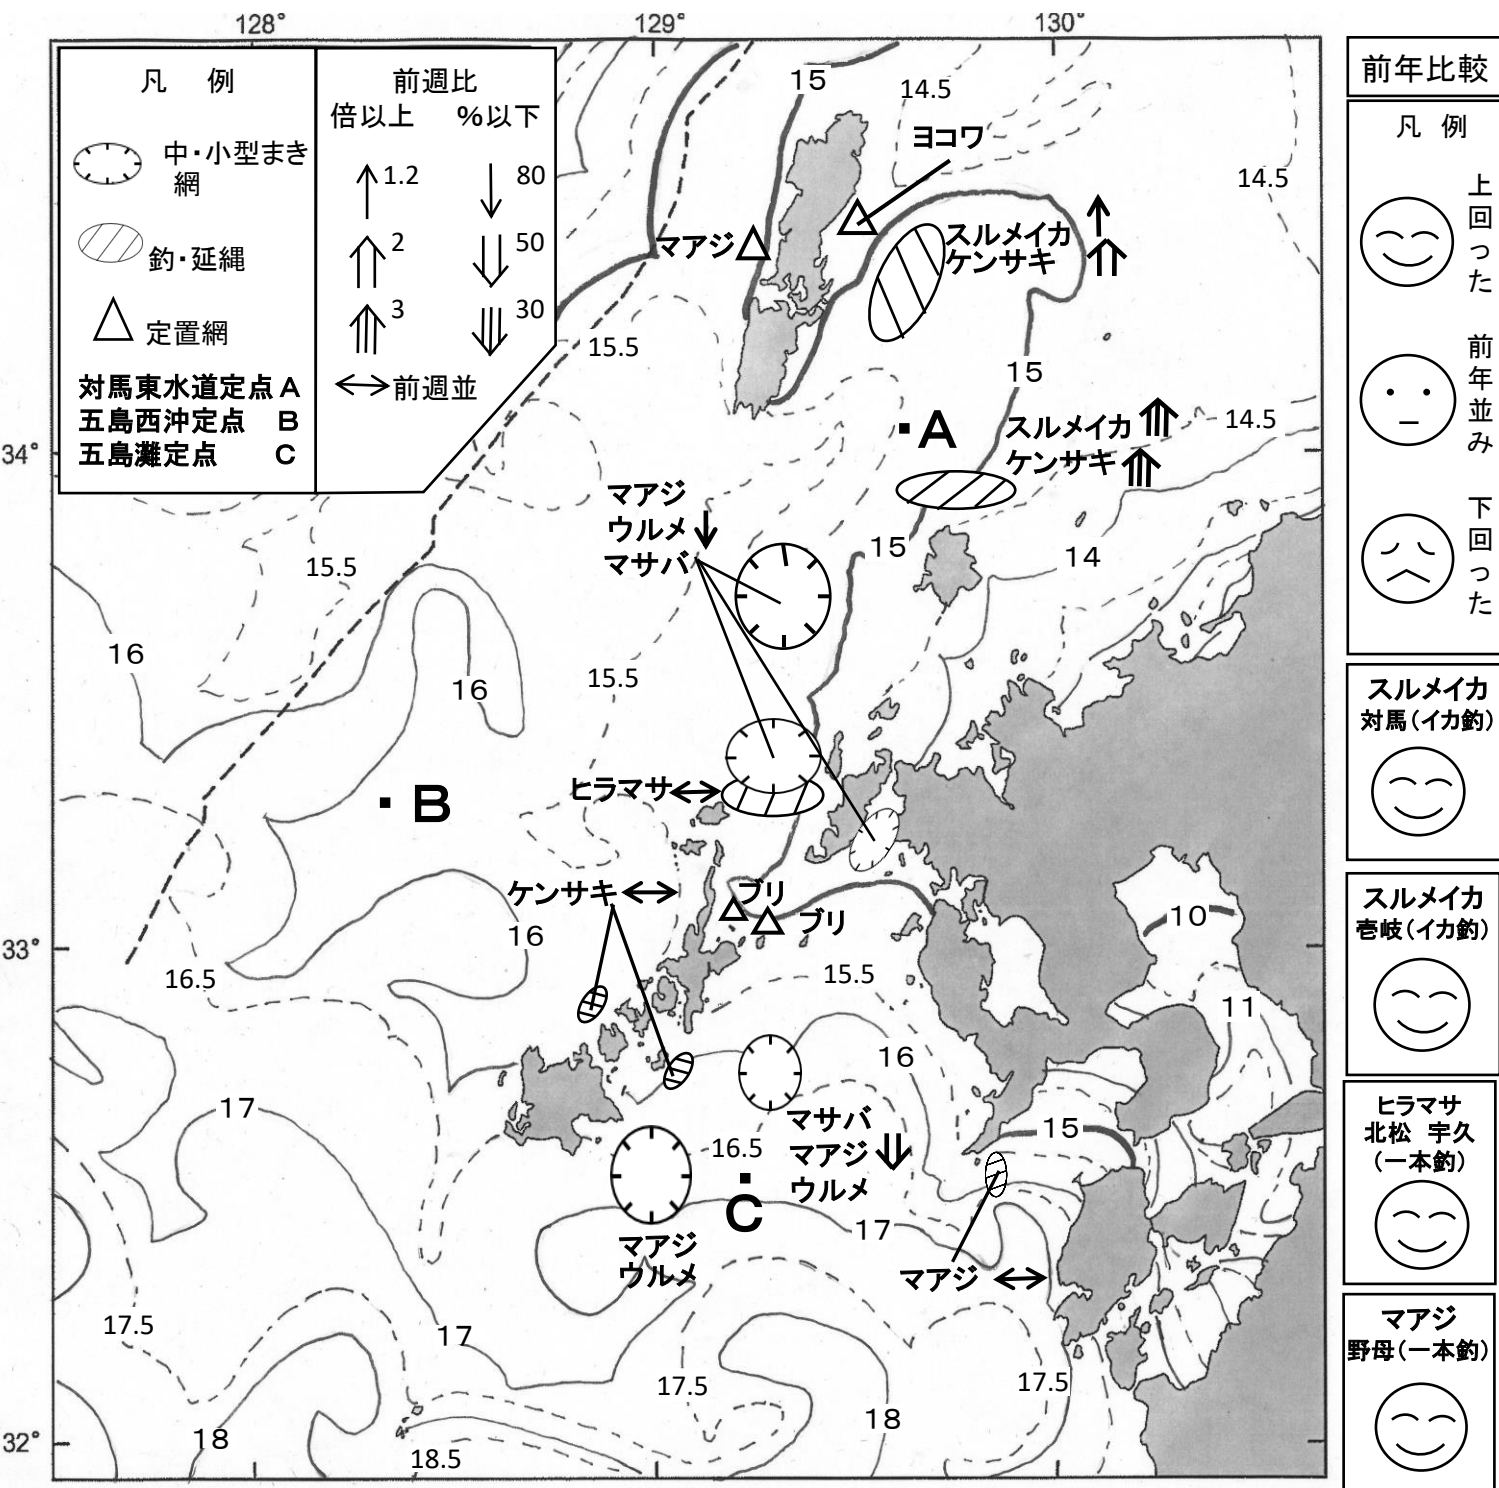 128°
129°
130°
34°
33°
32°
凡 例
中・小型まき
網
釣・延縄
定置網
対馬東水道定点 A
五島西沖定点 B
五島灘定点 C
前週比
倍以上 %以下
1.2 80
2 50
3 30
前週並
15
14.5
ヨコワ
14.5
マアジ
スルメイカ
ケンサキ
15.5
15
A
スルメイカ
ケンサキ
14.5
マアジ
ウルメ
マサバ
15
14
15.5
16
16
15.5
B
ヒラマサ
ケンサキ
ブリ
ブリ
10
16
16.5
15.5
11
16
17
マサバ
マアジ
ウルメ
15
16.5
C
17
マアジ
ウルメ
マアジ
17.5
17
17.5
17.5
18
18
18.5
前年比較
凡 例
上回った
前年並み
下回った
スルメイカ
対馬(イカ釣)
スルメイカ
壱岐(イカ釣)
ヒラマサ
北松 宇久
(一本釣)
マアジ
野母(一本釣)